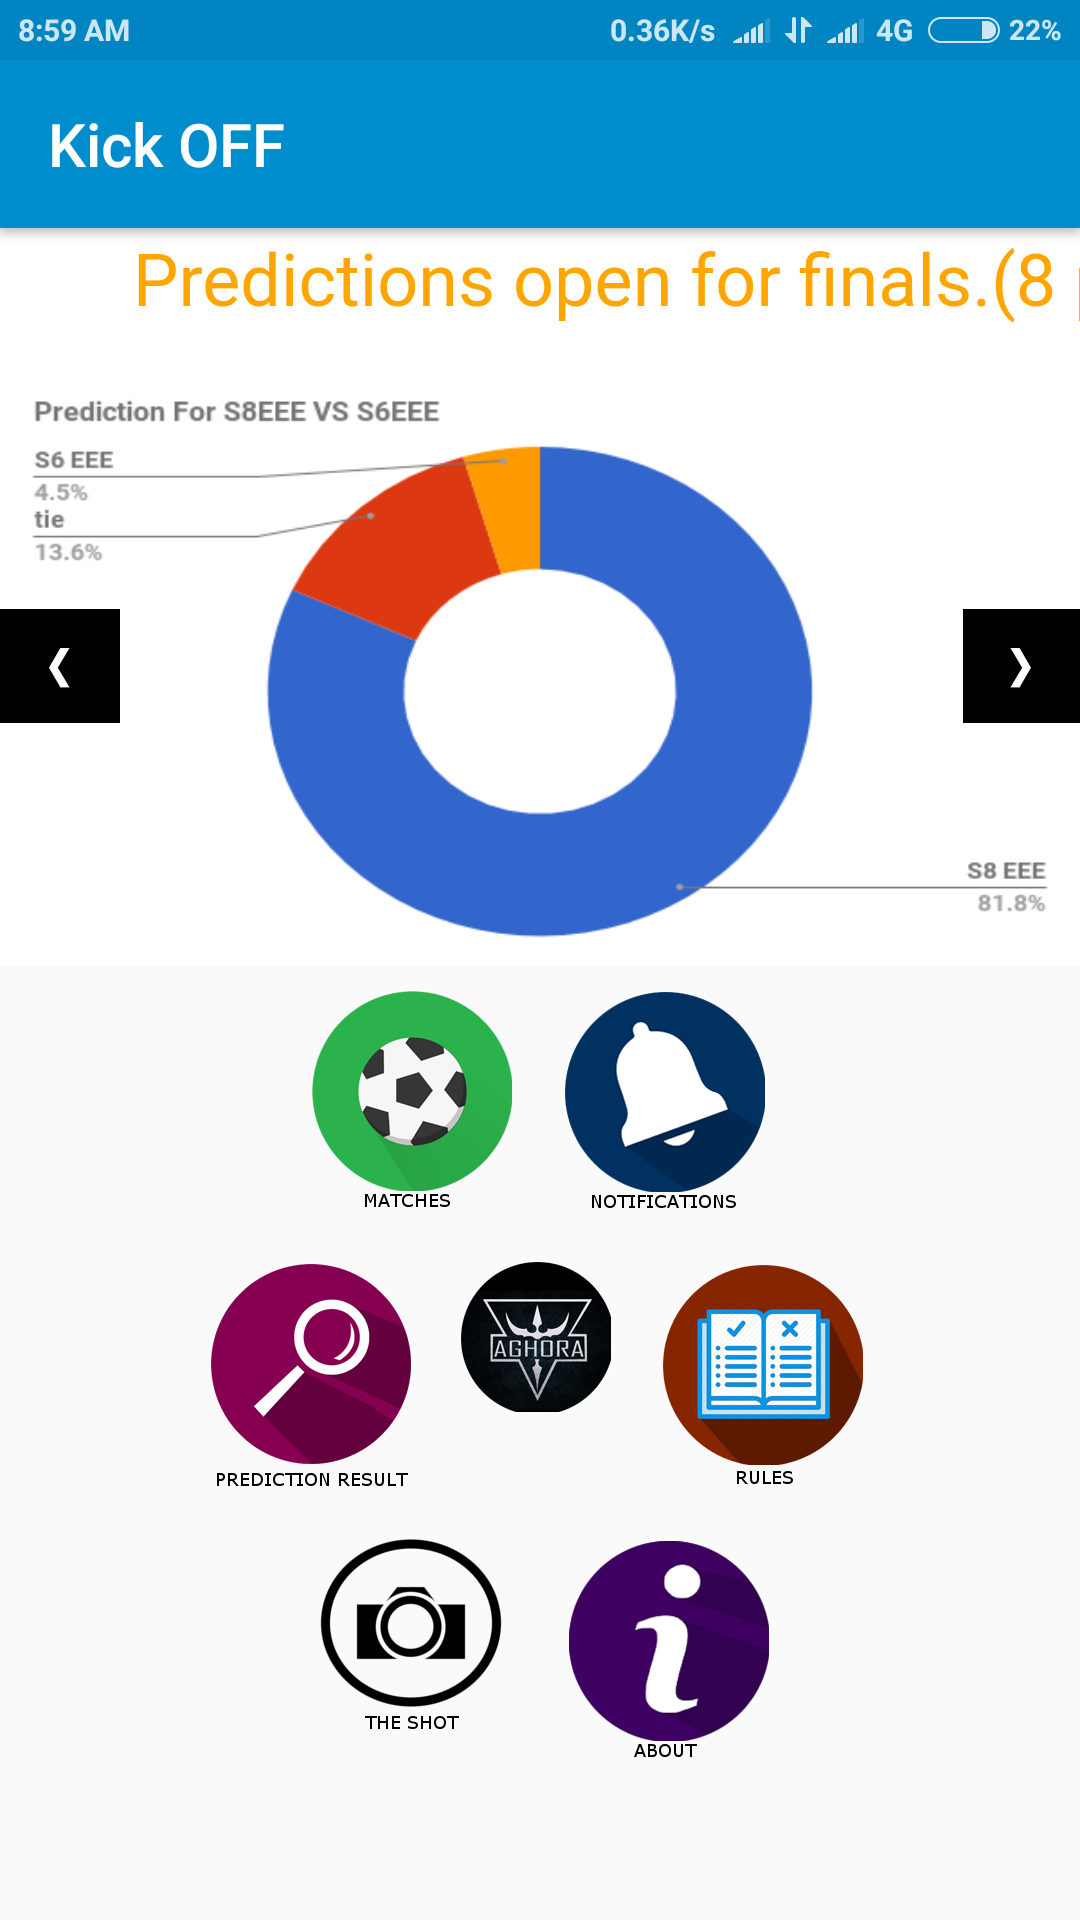 8:59 AM 0.36K/s 4G 22%
Kick OFF
Predictions open for finals.(8
Prediction For S8EEE VS S6EEE
S6 EEE
4.5%
tie
13.6%
❮ ❯
S8 EEE
81.8%
MATCHES NOTIFICATIONS
AGHORA
PREDICTION RESULT RULES
THE SHOT
ABOUT